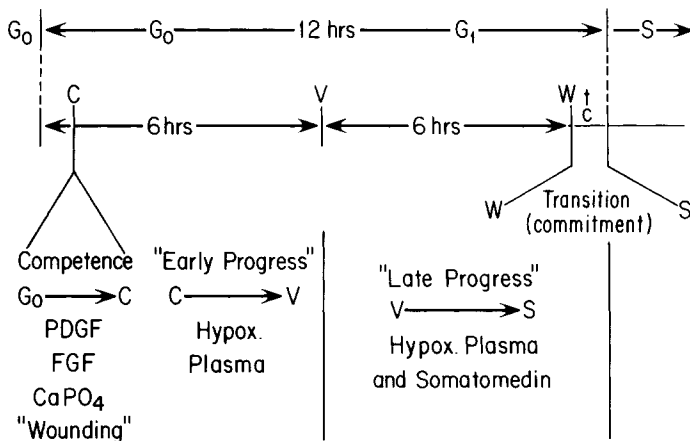 G₀ G₀ 12 hrs G₁ S
C V W t
c
6 hrs 6 hrs
W Transition S
(commitment)
Competence "Early Progress" "Late Progress"
G₀ C C V V S
PDGF Hypox. Hypox. Plasma
FGF Plasma and Somatomedin
CaPO₄
"Wounding"